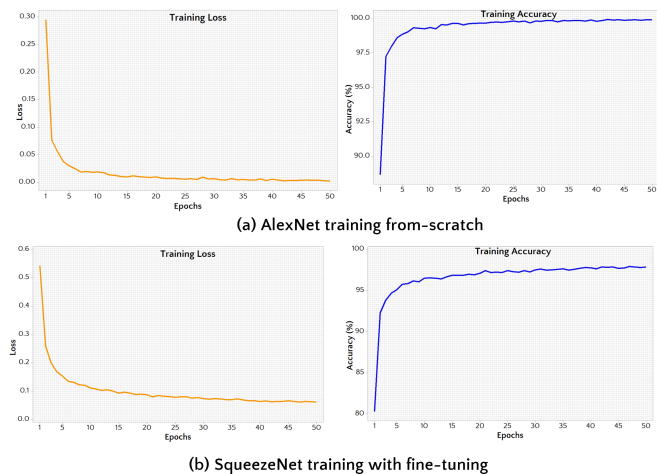 Training Loss
0.30
0.25
0.20
0.15
0.10
0.05
0.00
Loss
1 5 10 15 20 25 30 35 40 45 50
Epochs
Training Accuracy
100.0
97.5
95.0
92.5
90.0
Accuracy (%)
1 5 10 15 20 25 30 35 40 45 50
Epochs
(a) AlexNet training from-scratch
Training Loss
0.6
0.5
0.4
0.3
0.2
0.1
0.0
Loss
1 5 10 15 20 25 30 35 40 45 50
Epochs
Training Accuracy
100
95
90
85
80
Accuracy (%)
1 5 10 15 20 25 30 35 40 45 50
Epochs
(b) SqueezeNet training with fine-tuning